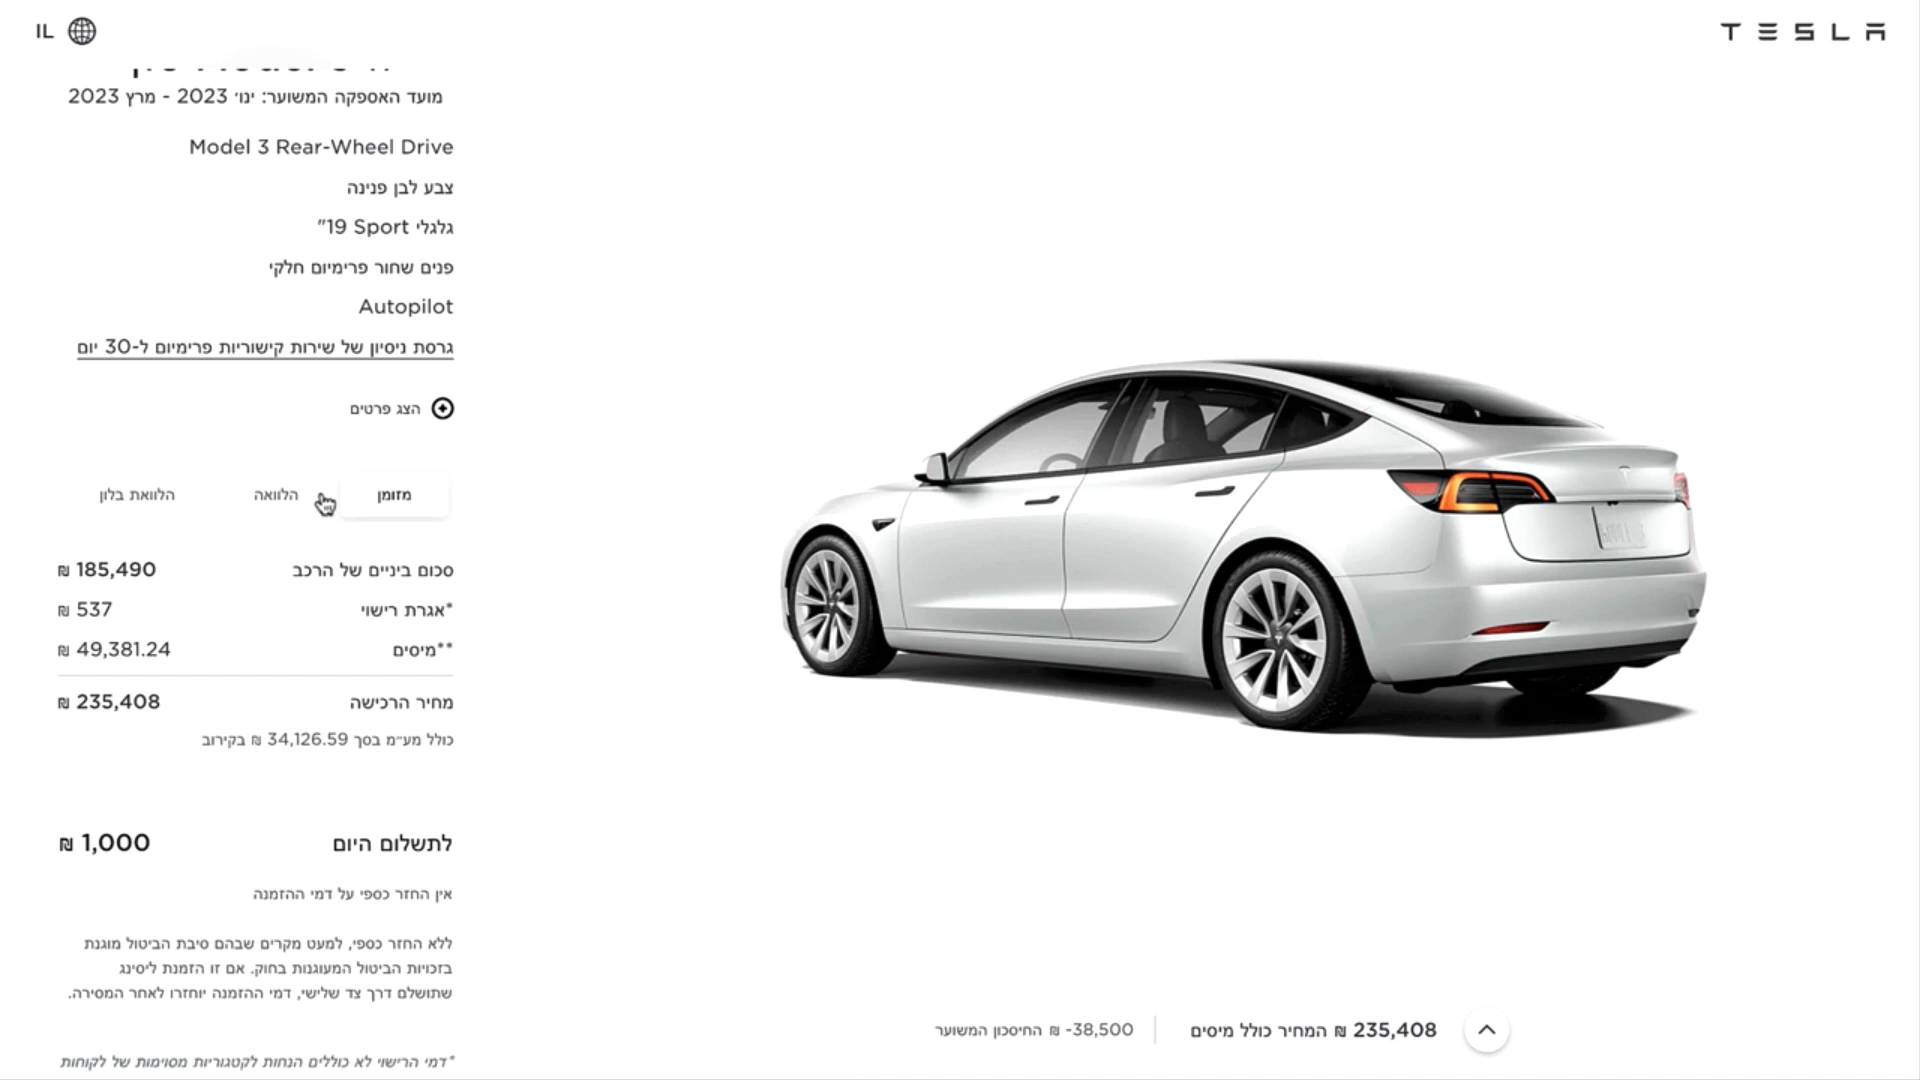 IL
TESLA
מועד האספקה המשוער: ינו׳ 2023 - מרץ 2023
Model 3 Rear-Wheel Drive
צבע לבן פנינה
גלגלי 19 Sport"
פנים שחור פרימיום חלקי
Autopilot
גרסת ניסיון של שירות קישוריות פרימיום ל-30 יום
הצג פרטים
מזומן הלוואה הלוואת בלון
סכום ביניים של הרכב 185,490 ₪
*אגרת רישוי 537 ₪
**מיסים 49,381.24 ₪
מחיר הרכישה 235,408 ₪
כולל מע״מ בסך 34,126.59 ₪ בקירוב
לתשלום היום 1,000 ₪
אין החזר כספי על דמי ההזמנה
ללא החזר כספי, למעט מקרים שבהם סיבת הביטול מוגנת
בזכויות הביטול המעוגנות בחוק. אם זו הזמנת ליסינג
שתושלם דרך צד שלישי, דמי ההזמנה יוחזרו לאחר המסירה.
*דמי הרישוי לא כוללים הנחות לקטגוריות מסוימות של לקוחות
235,408 ₪ המחיר כולל מיסים
-38,500 ₪ החיסכון המשוער